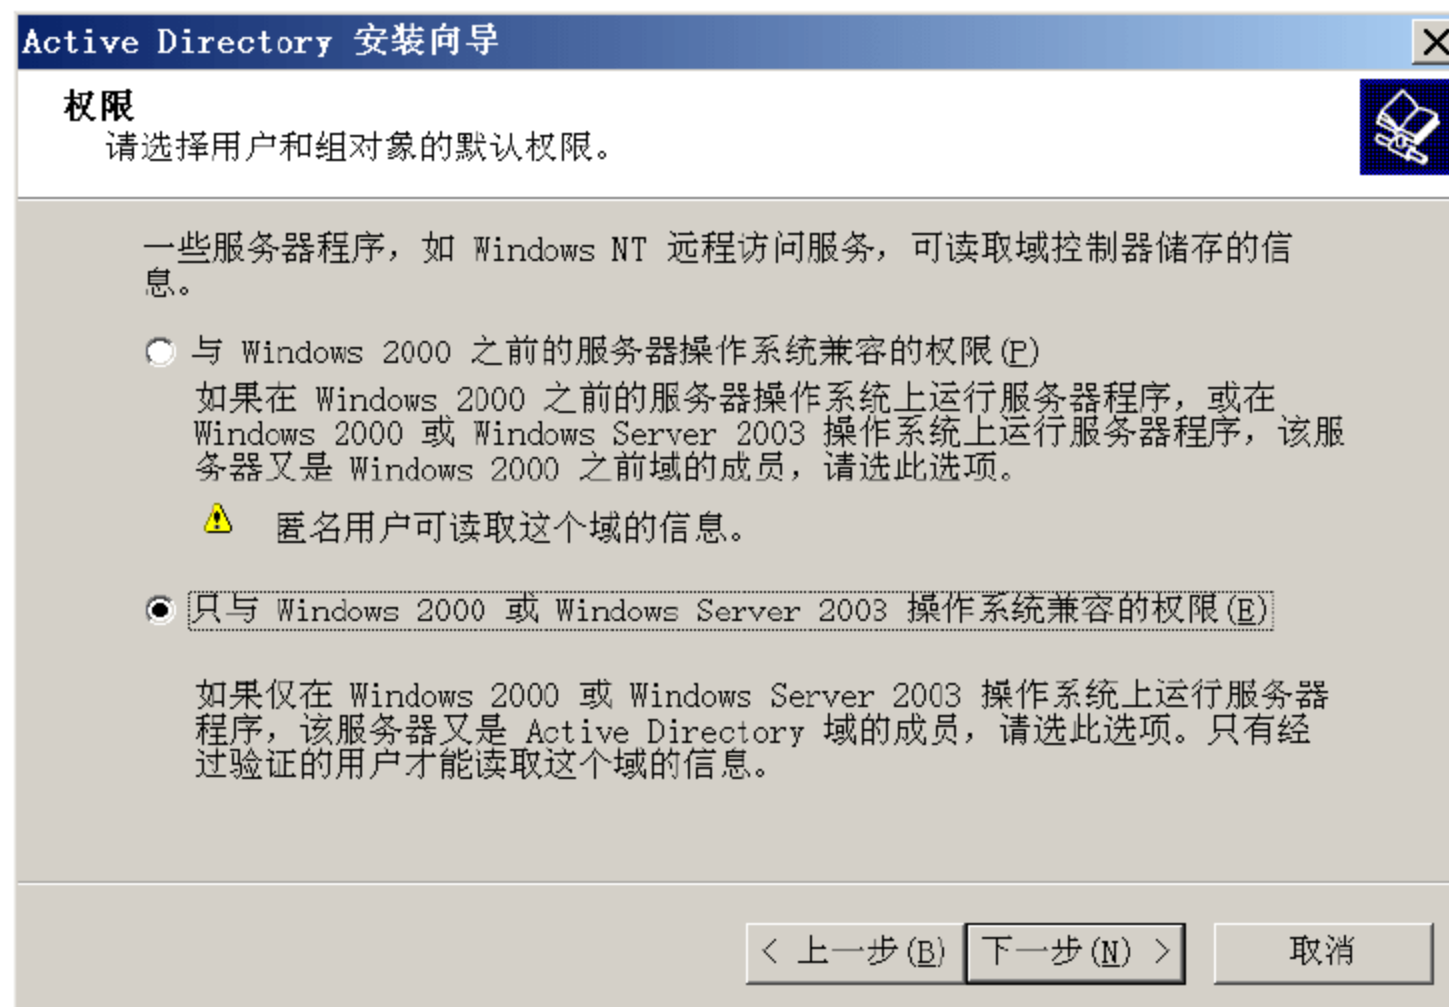 Active Directory 安装向导
权限
请选择用户和组对象的默认权限。
一些服务器程序，如 Windows NT 远程访问服务，可读取域控制器储存的信
息。
与 Windows 2000 之前的服务器操作系统兼容的权限(P)
如果在 Windows 2000 之前的服务器操作系统上运行服务器程序，或在
Windows 2000 或 Windows Server 2003 操作系统上运行服务器程序，该服
务器又是 Windows 2000 之前域的成员，请选此选项。
匿名用户可读取这个域的信息。
只与 Windows 2000 或 Windows Server 2003 操作系统兼容的权限(E)
如果仅在 Windows 2000 或 Windows Server 2003 操作系统上运行服务器
程序，该服务器又是 Active Directory 域的成员，请选此选项。只有经
过验证的用户才能读取这个域的信息。
< 上一步(B) 下一步(N) > 取消